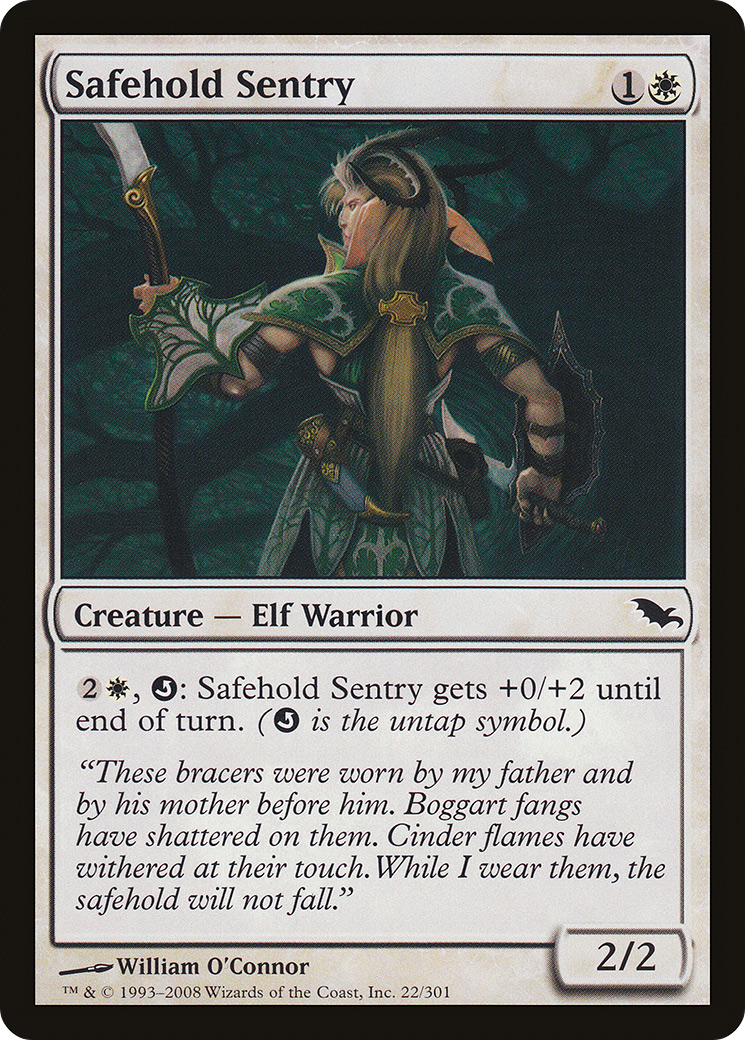 Safehold Sentry 1
Creature — Elf Warrior
2, : Safehold Sentry gets +0/+2 until
end of turn. ( is the untap symbol.)
“These bracers were worn by my father and
by his mother before him. Boggart fangs
have shattered on them. Cinder flames have
withered at their touch. While I wear them, the
safehold will not fall.”
2/2
William O’Connor
™ & © 1993–2008 Wizards of the Coast, Inc. 22/301